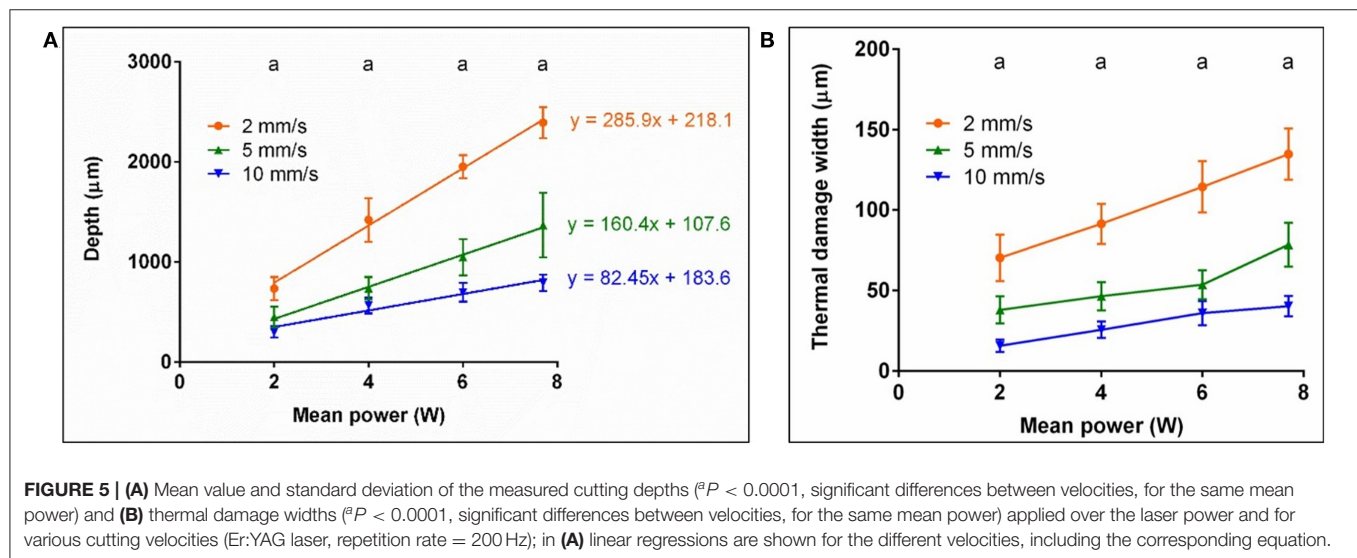 A
3000
2000
1000
0
Depth (μm)
a a a a
2 mm/s
5 mm/s
10 mm/s
y = 285.9x + 218.1
y = 160.4x + 107.6
y = 82.45x + 183.6
0 2 4 6 8
Mean power (W)
B
200
150
100
50
0
Thermal damage width (μm)
a a a a
2 mm/s
5 mm/s
10 mm/s
0 2 4 6 8
Mean power (W)
FIGURE 5 | (A) Mean value and standard deviation of the measured cutting depths (ᵃP < 0.0001, significant differences between velocities, for the same mean
power) and (B) thermal damage widths (ᵃP < 0.0001, significant differences between velocities, for the same mean power) applied over the laser power and for
various cutting velocities (Er:YAG laser, repetition rate = 200 Hz); in (A) linear regressions are shown for the different velocities, including the corresponding equation.